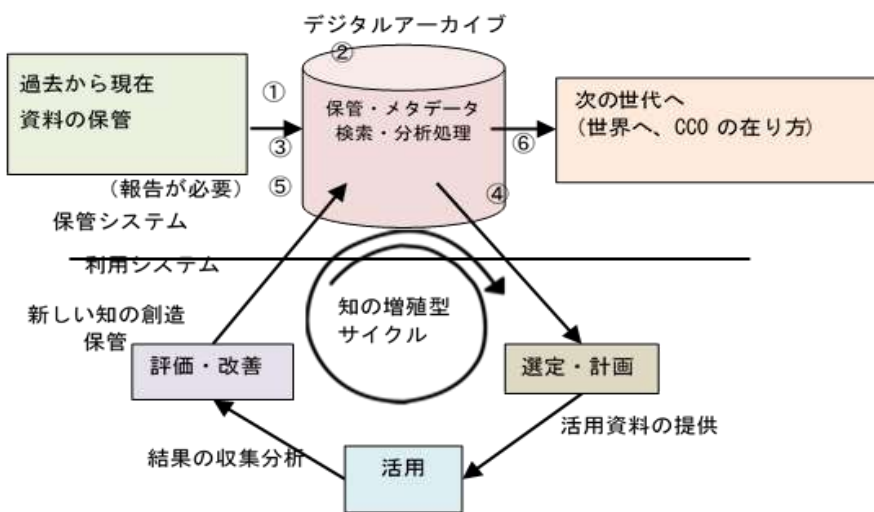 デジタルアーカイブ
②
過去から現在
資料の保管
①
③
⑤
保管・メタデータ
検索・分析処理
④
⑥
次の世代へ
(世界へ、CCO の在り方)
(報告が必要)
保管システム
利用システム
新しい知の創造
保管
知の増殖型
サイクル
評価・改善
選定・計画
活用資料の提供
結果の収集分析
活用